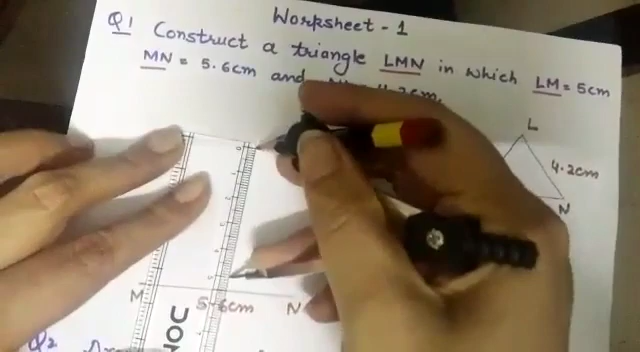 Worksheet - 1
Q1 Construct a triangle LMN in which LM = 5cm
MN = 5.6cm and
L
4.2cm
N
M 5.6cm N
Q2